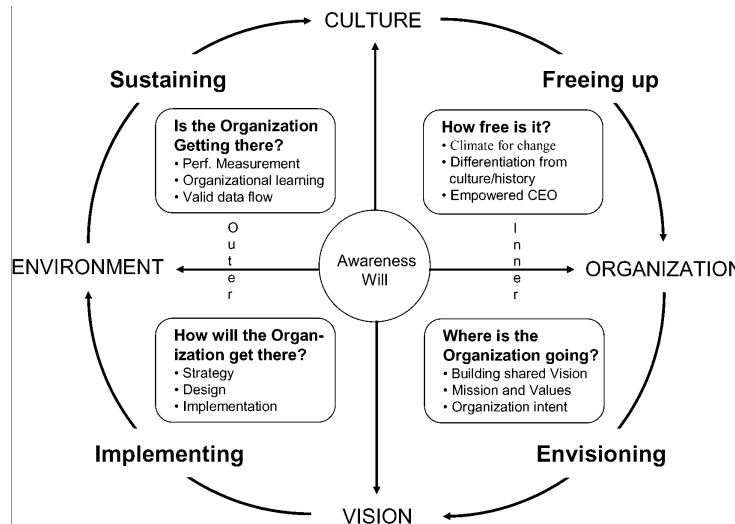 CULTURE
Sustaining
Freeing up
Is the Organization
Getting there?
• Perf. Measurement
• Organizational learning
• Valid data flow
How free is it?
• Climate for change
• Differentiation from
culture/history
• Empowered CEO
Outer
Inner
ENVIRONMENT
Awareness
Will
ORGANIZATION
How will the Organ-
ization get there?
• Strategy
• Design
• Implementation
Where is the
Organization going?
• Building shared Vision
• Mission and Values
• Organization intent
Implementing
Envisioning
VISION